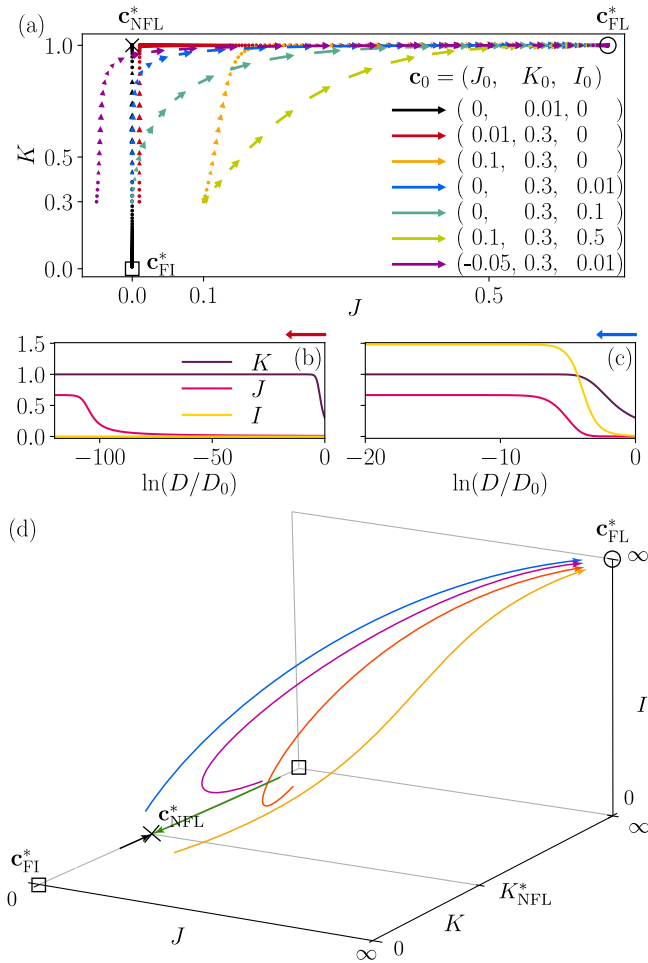 (a)
c*NFL
c*FL
1.0
0.5
0.3
0.0
K
c*FI
c0 = (J0, K0, I0)
( 0, 0.01, 0 )
( 0.01, 0.3, 0 )
( 0.1, 0.3, 0 )
( 0, 0.3, 0.01)
( 0, 0.3, 0.1 )
( 0.1, 0.3, 0.5 )
(-0.05, 0.3, 0.01)
0.0 0.1 J 0.5
1.5
1.0
0.5
0.0
K
J
I
(b)
(c)
−100 −50 0
ln(D/D0)
−20 −10 0
ln(D/D0)
(d)
c*FL
∞
I
c*NFL
0
∞
c*FI
0
K*NFL
J
K
∞ 0